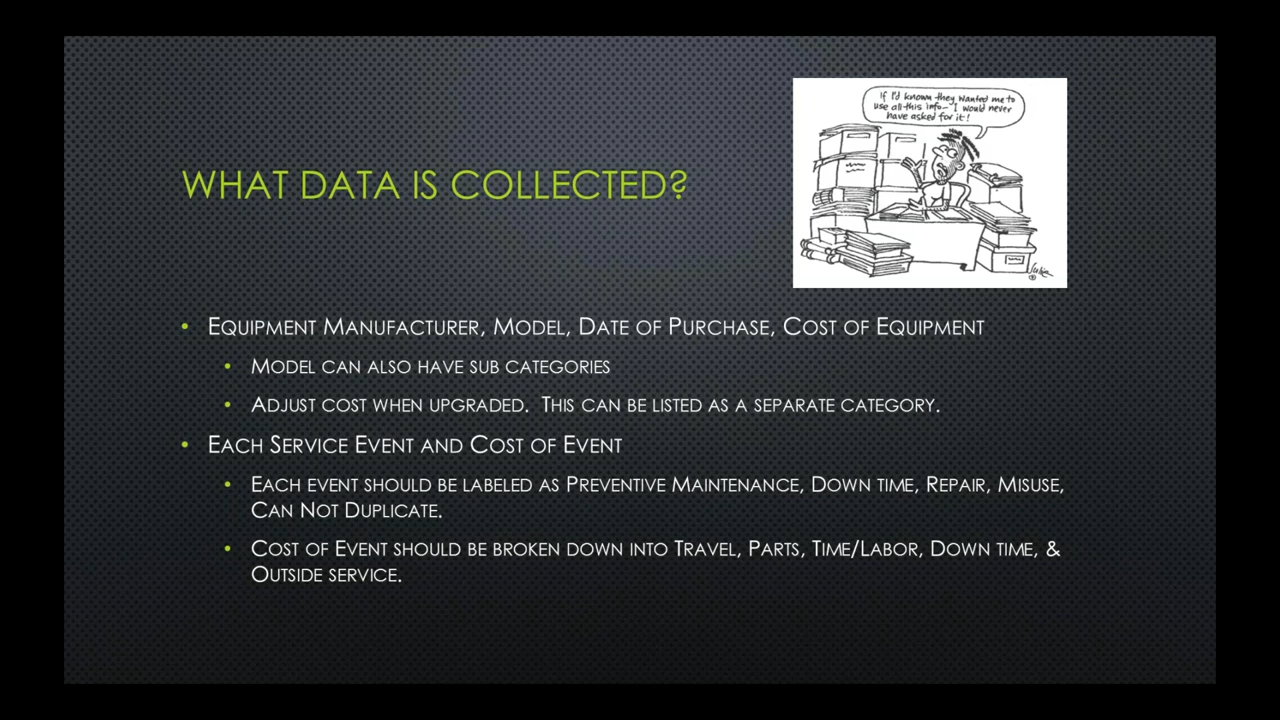 If I'd known they wanted me to
use all this info- I would never
have asked for it!
WHAT DATA IS COLLECTED?
• EQUIPMENT MANUFACTURER, MODEL, DATE OF PURCHASE, COST OF EQUIPMENT
• MODEL CAN ALSO HAVE SUB CATEGORIES
• ADJUST COST WHEN UPGRADED. THIS CAN BE LISTED AS A SEPARATE CATEGORY.
• EACH SERVICE EVENT AND COST OF EVENT
• EACH EVENT SHOULD BE LABELED AS PREVENTIVE MAINTENANCE, DOWN TIME, REPAIR, MISUSE,
CAN NOT DUPLICATE.
• COST OF EVENT SHOULD BE BROKEN DOWN INTO TRAVEL, PARTS, TIME/LABOR, DOWN TIME, &
OUTSIDE SERVICE.